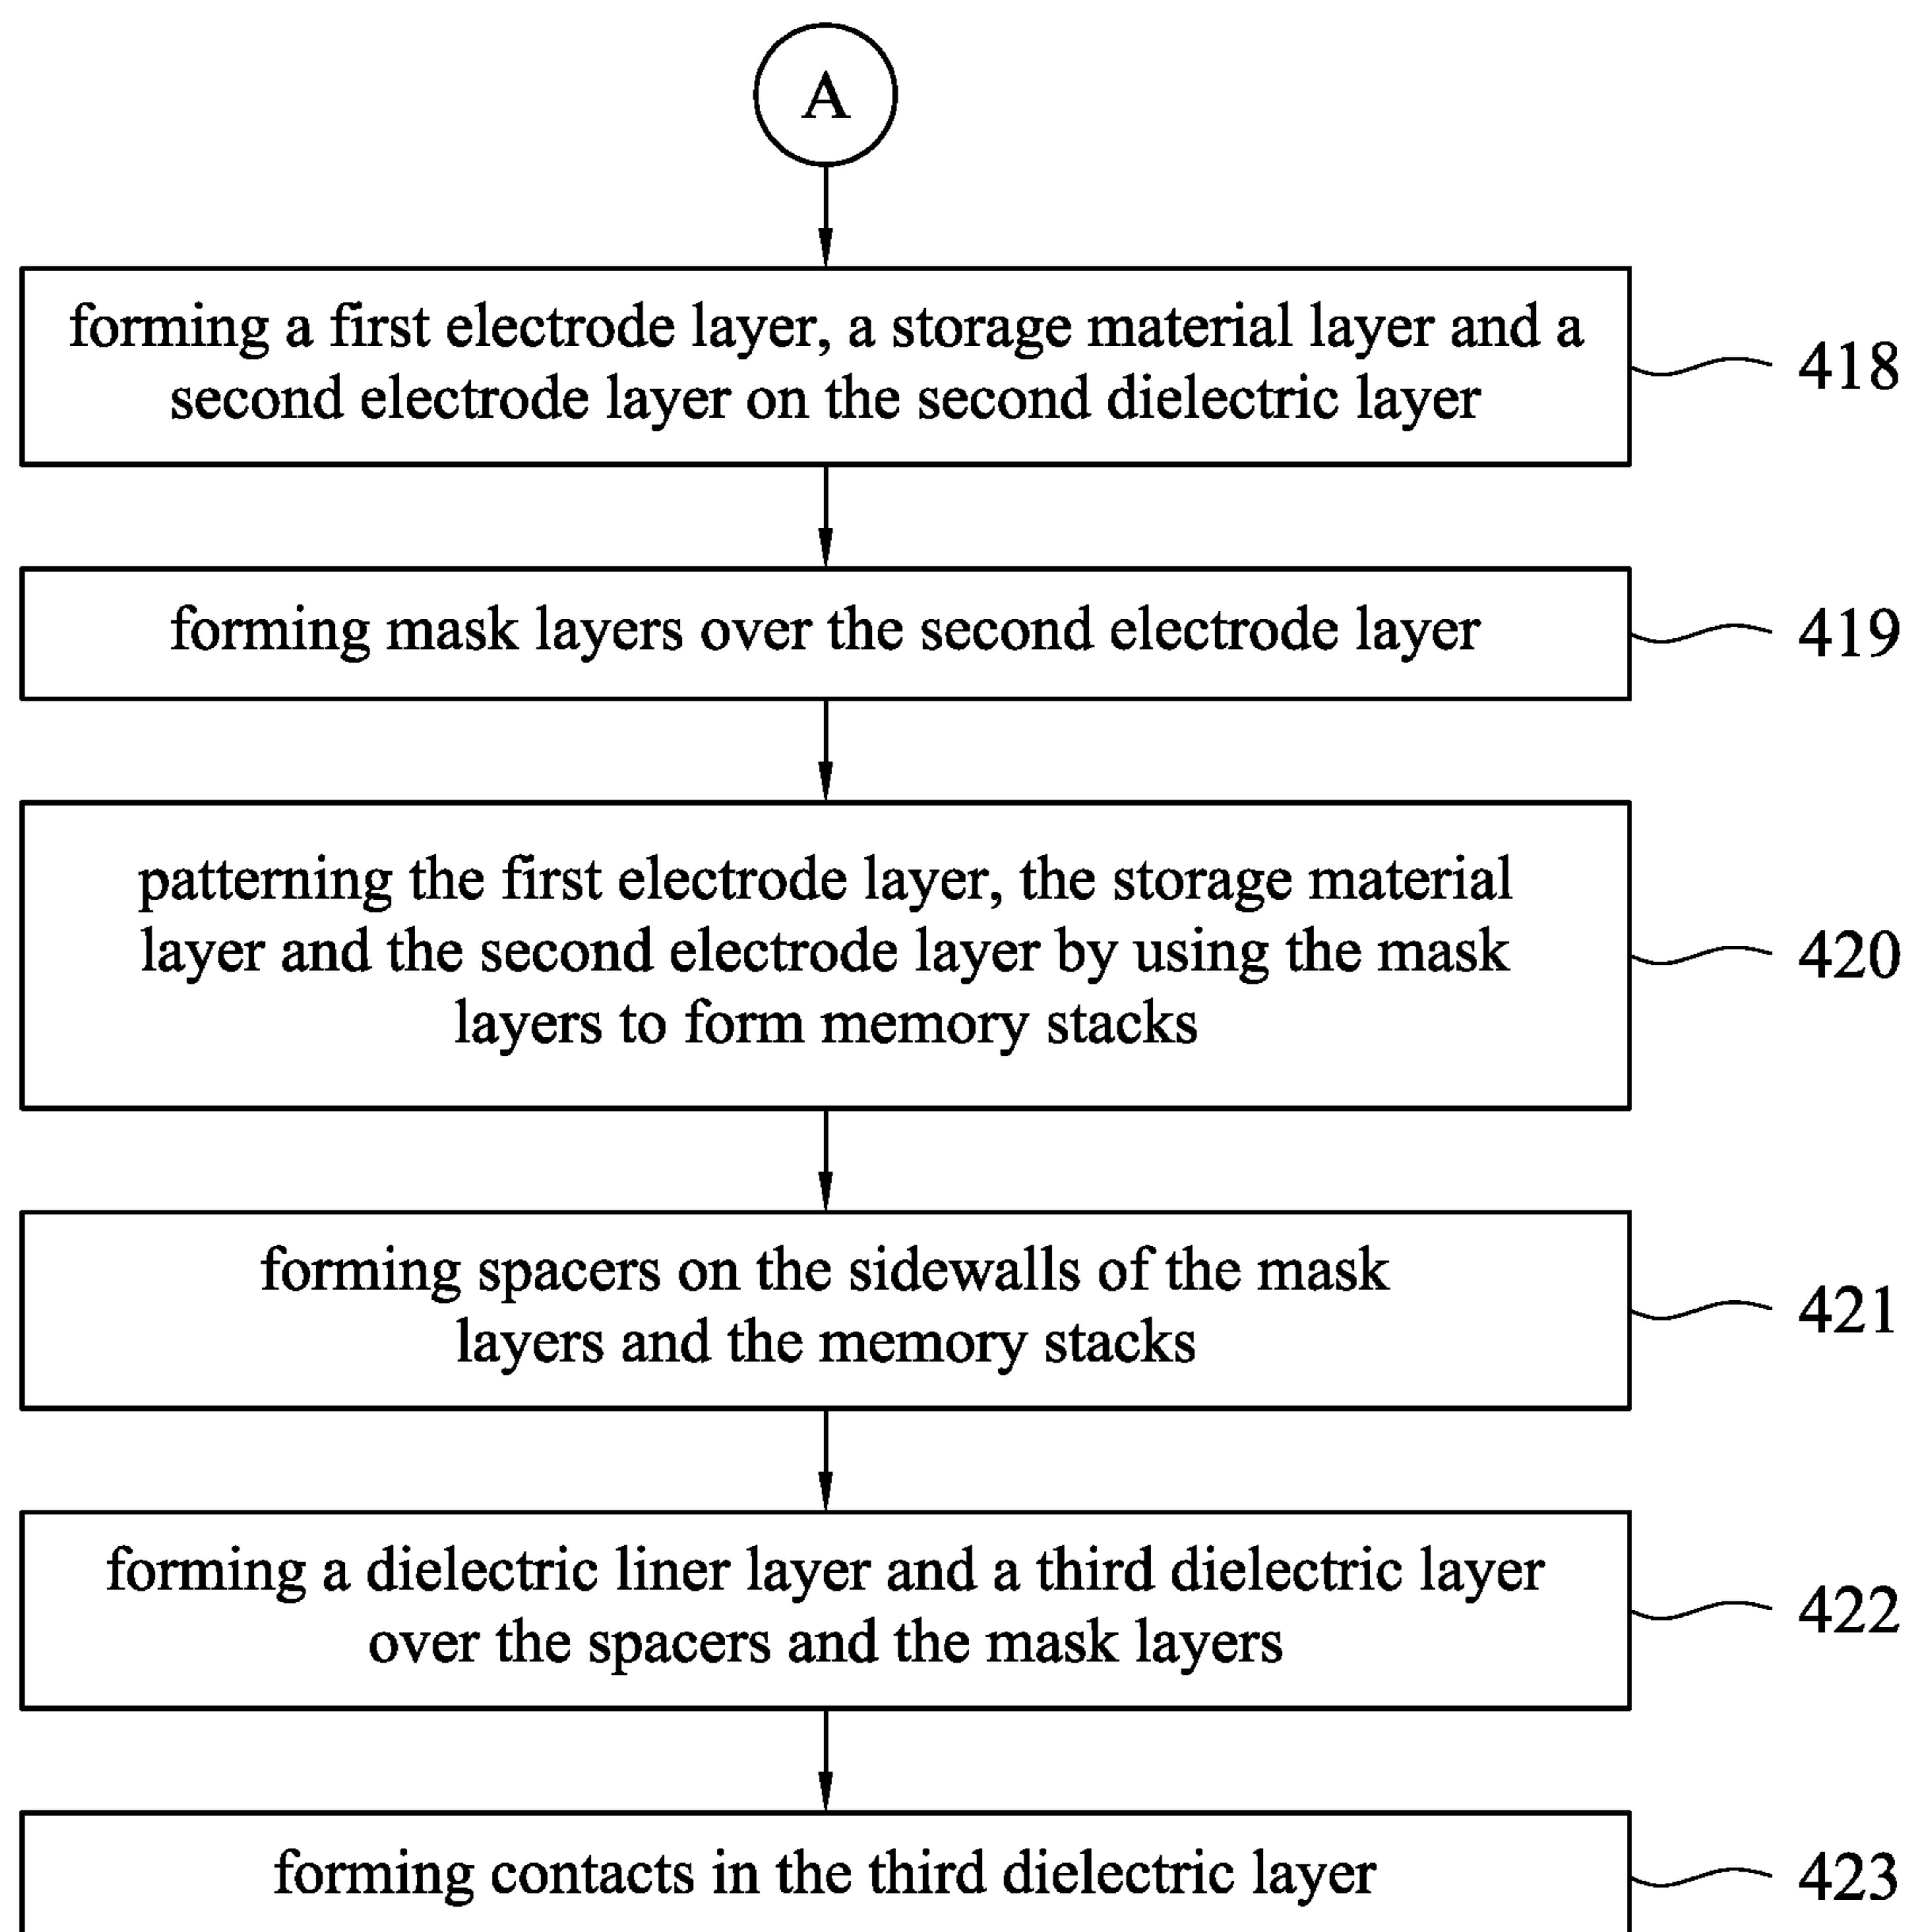 A
forming a first electrode layer, a storage material layer and a
second electrode layer on the second dielectric layer
418
forming mask layers over the second electrode layer
419
patterning the first electrode layer, the storage material
layer and the second electrode layer by using the mask
layers to form memory stacks
420
forming spacers on the sidewalls of the mask
layers and the memory stacks
421
forming a dielectric liner layer and a third dielectric layer
over the spacers and the mask layers
422
forming contacts in the third dielectric layer
423